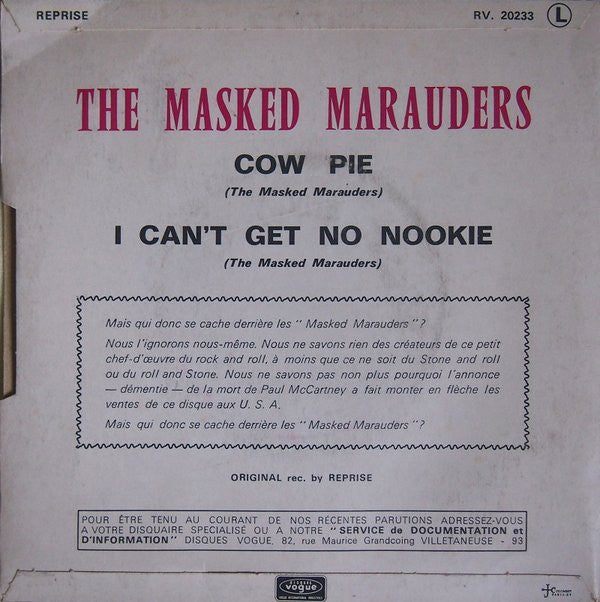 REPRISE RV. 20233 L
THE MASKED MARAUDERS
COW PIE
(The Masked Marauders)
I CAN'T GET NO NOOKIE
(The Masked Marauders)
Mais qui donc se cache derrière les "Masked Marauders"?
Nous l'ignorons nous-même. Nous ne savons rien des créateurs de ce petit
chef-d'œuvre du rock and roll, à moins que ce ne soit du Stone and roll
ou du roll and Stone. Nous ne savons pas non plus pourquoi l'annonce
— démentie — de la mort de Paul McCartney a fait monter en flèche les
ventes de ce disque aux U. S. A.
Mais qui donc se cache derrière les "Masked Marauders"?
ORIGINAL rec. by REPRISE
POUR ÊTRE TENU AU COURANT DE NOS RÉCENTES PARUTIONS ADRESSEZ-VOUS
A VOTRE DISQUAIRE SPECIALISÉ OU A NOTRE "SERVICE de DOCUMENTATION et
D'INFORMATION" DISQUES VOGUE, 82, rue Maurice Grandcoing VILLETANEUSE - 93
DISQUES
vogue